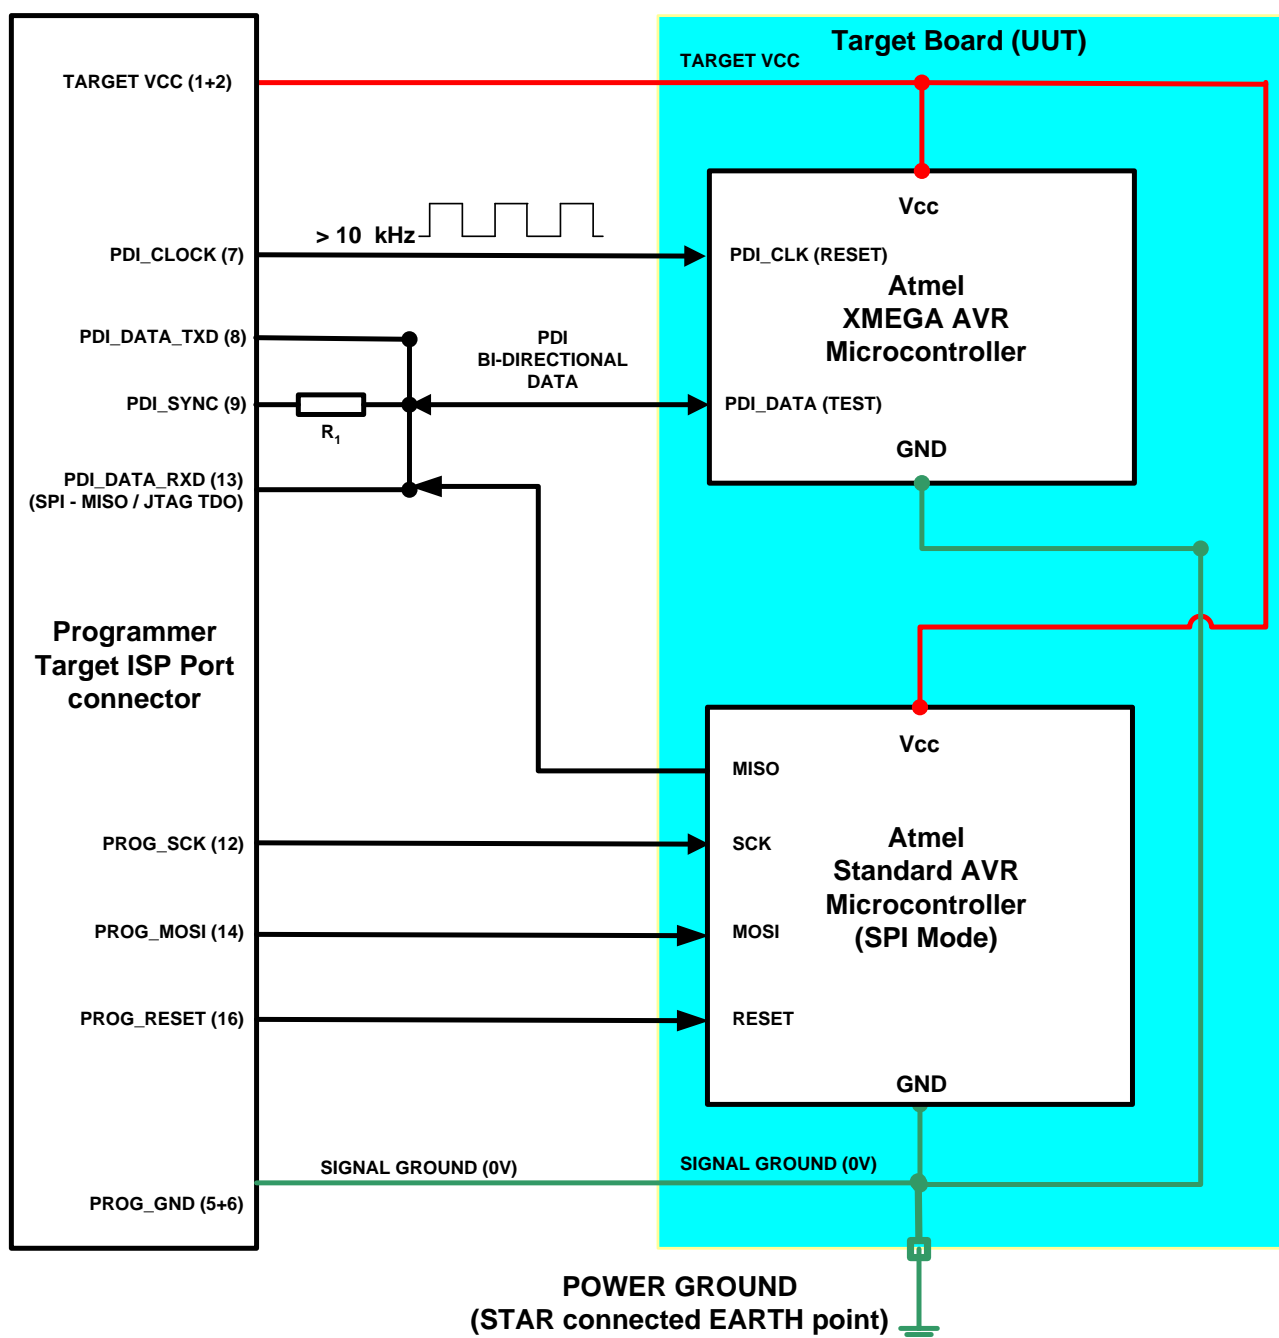 Target Board (UUT)
TARGET VCC
TARGET VCC (1+2)
Vcc
> 10 kHz
PDI_CLOCK (7)
PDI_CLK (RESET)
Atmel
XMEGA AVR
Microcontroller
PDI_DATA_TXD (8)
PDI
BI-DIRECTIONAL
DATA
PDI_SYNC (9)
R1
PDI_DATA (TEST)
GND
PDI_DATA_RXD (13)
(SPI - MISO / JTAG TDO)
Programmer
Target ISP Port
connector
Vcc
MISO
PROG_SCK (12)
SCK
Atmel
Standard AVR
Microcontroller
(SPI Mode)
PROG_MOSI (14)
MOSI
PROG_RESET (16)
RESET
GND
SIGNAL GROUND (0V)
SIGNAL GROUND (0V)
PROG_GND (5+6)
POWER GROUND
(STAR connected EARTH point)